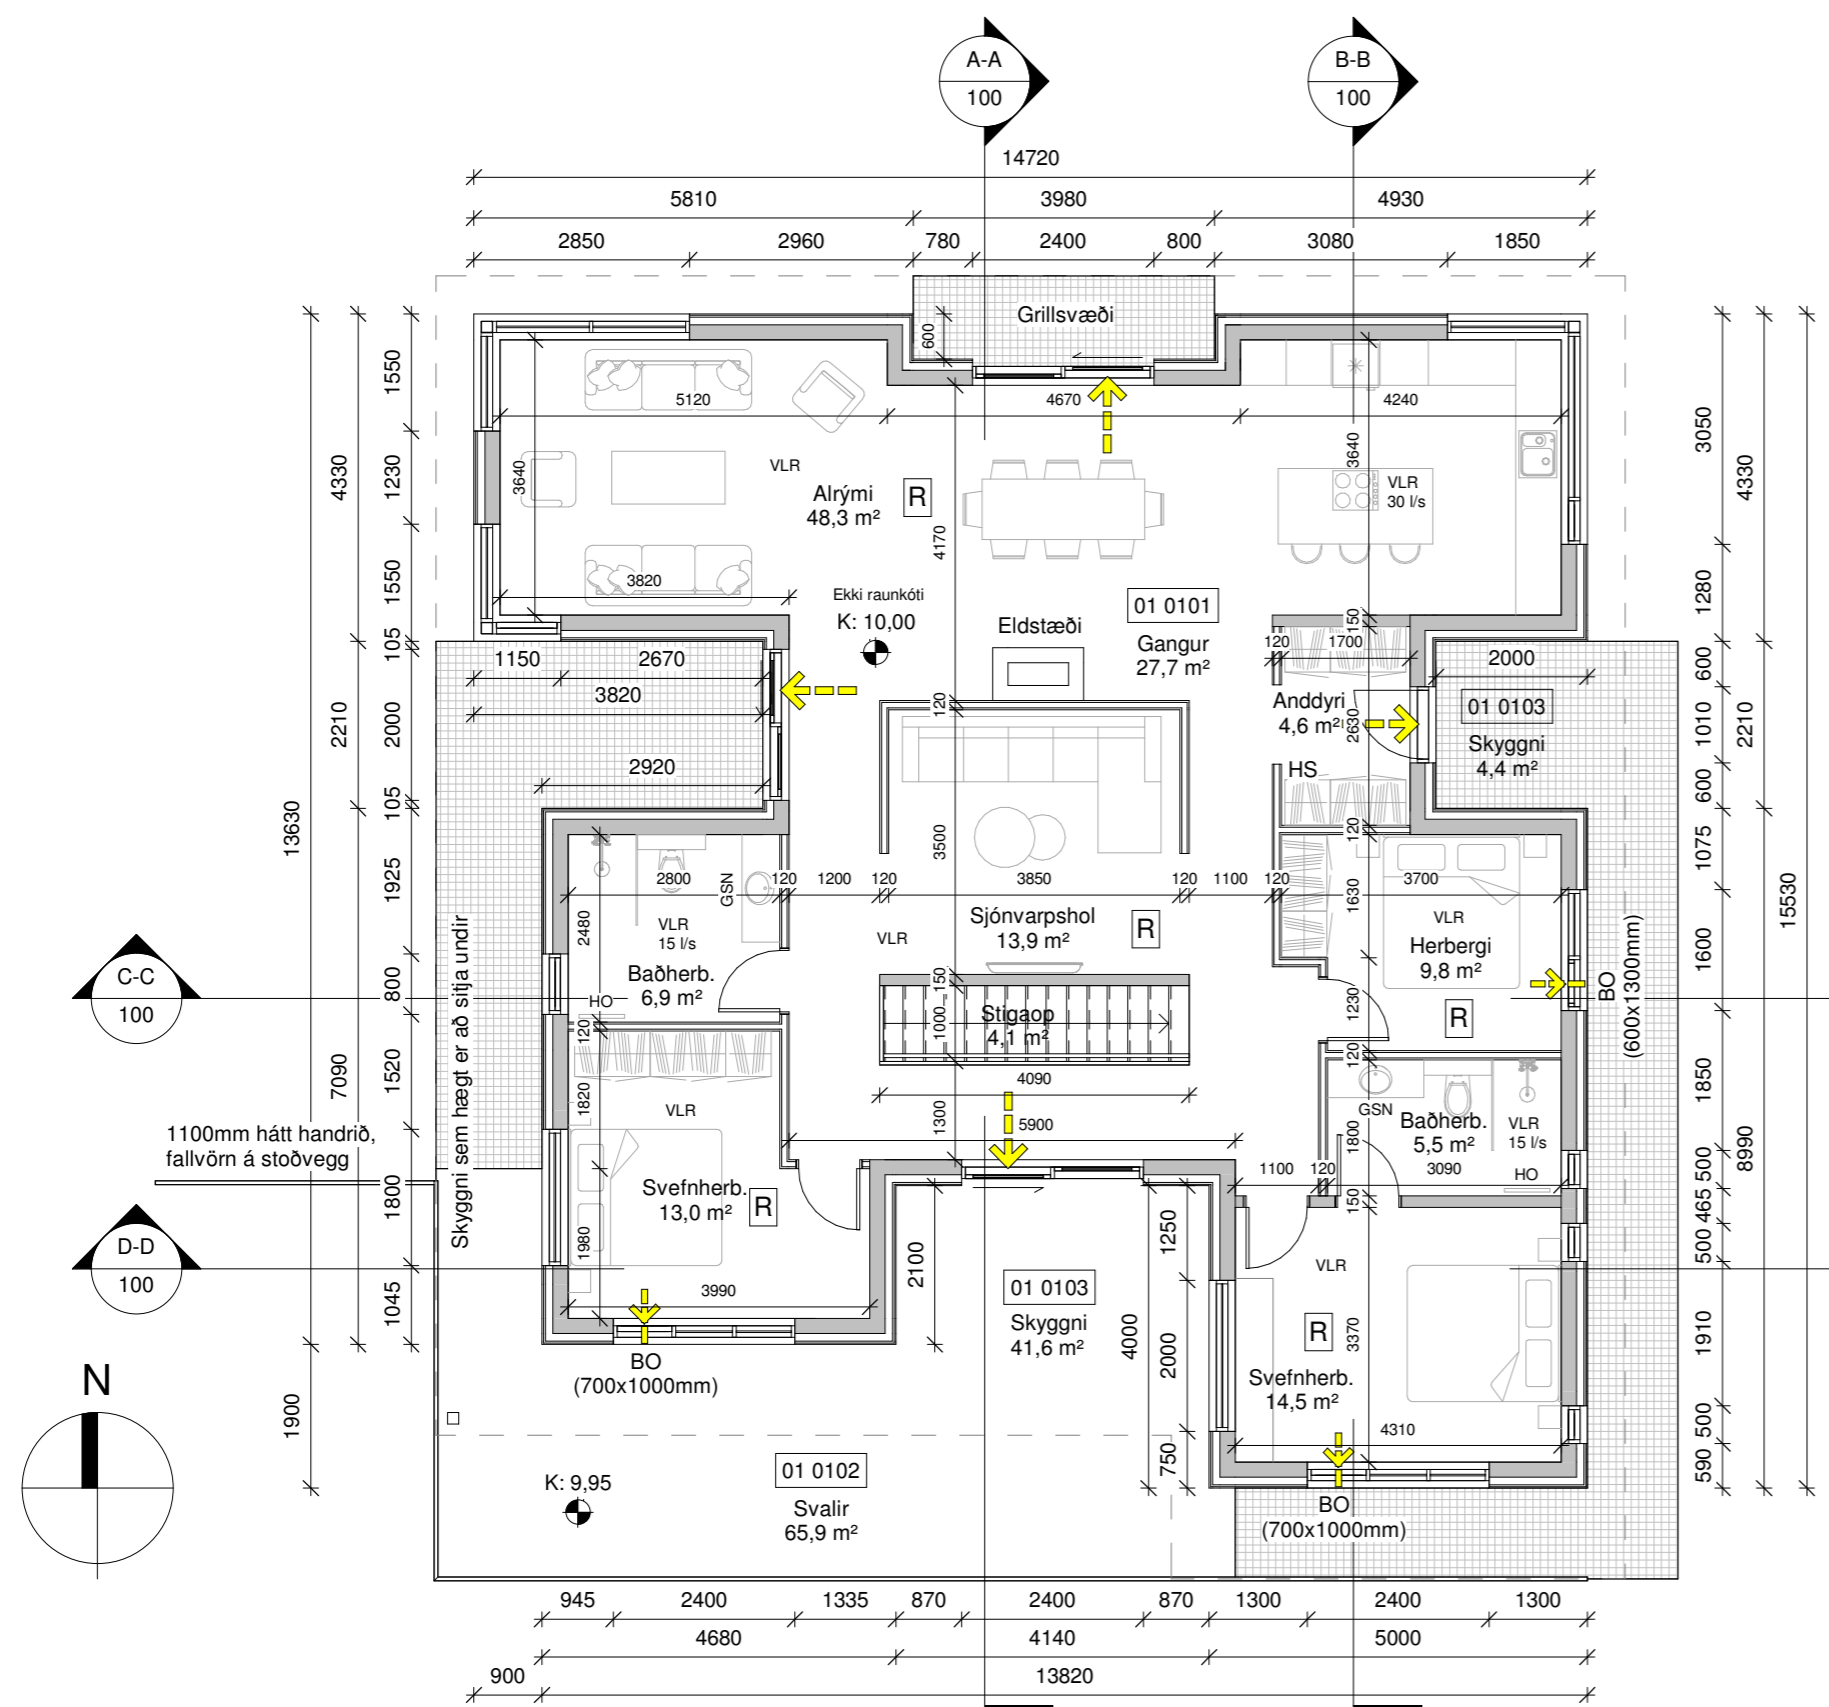 A-A
100
B-B
100
14720
5810 3980 4930
2850 2960 780 2400 800 3080 1850
Grillsvæði
600
5120 4670 4240
3640
3640
VLR
Alrými
48,3 m²
R
VLR
30 l/s
4170
3820
Ekki raunkóti
K: 10,00
Eldstæði
01 0101
Gangur
27,7 m²
150
120 1700
1150 2670
3820
2920
Anddyri
4,6 m²
2630
HS
2000
01 0103
Skyggni
4,4 m²
120
3500
120
2800 120 1200 120 3850 120 1100 120 3700
GSN
2480
VLR
15 l/s
Baðherb.
6,9 m²
HO
120
VLR
Sjónvarpshol
13,9 m²
R
150
1000
Stigaop
4,1 m²
4090
1630
VLR
Herbergi
9,8 m²
R
1230
120
BO
(600x1300mm)
1300
5900
GSN
Baðherb.
5,5 m²
VLR
15 l/s
HO
1800
1100 120 3090
150
1820
VLR
Svefnherb.
13,0 m²
R
1980
3990
BO
(700x1000mm)
2100
01 0103
Skyggni
41,6 m²
4000
1250
2000
750
VLR
R
3370
Svefnherb.
14,5 m²
4310
BO
(700x1000mm)
1550
1230
1550
105
2000
105
1925
800
1520
1800
1045
4330
2210
7090
13630
1900
3050
1280
600
1010
600
1075
1600
1850
500
465
500
1910
500
590
4330
2210
8990
15530
C-C
100
D-D
100
Skyggni sem hægt er að sitja undir
1100mm hátt handrið,
fallvörn á stoðvegg
N
K: 9,95
01 0102
Svalir
65,9 m²
945 2400 1335 870 2400 870 1300 2400 1300
4680 4140 5000
900 13820